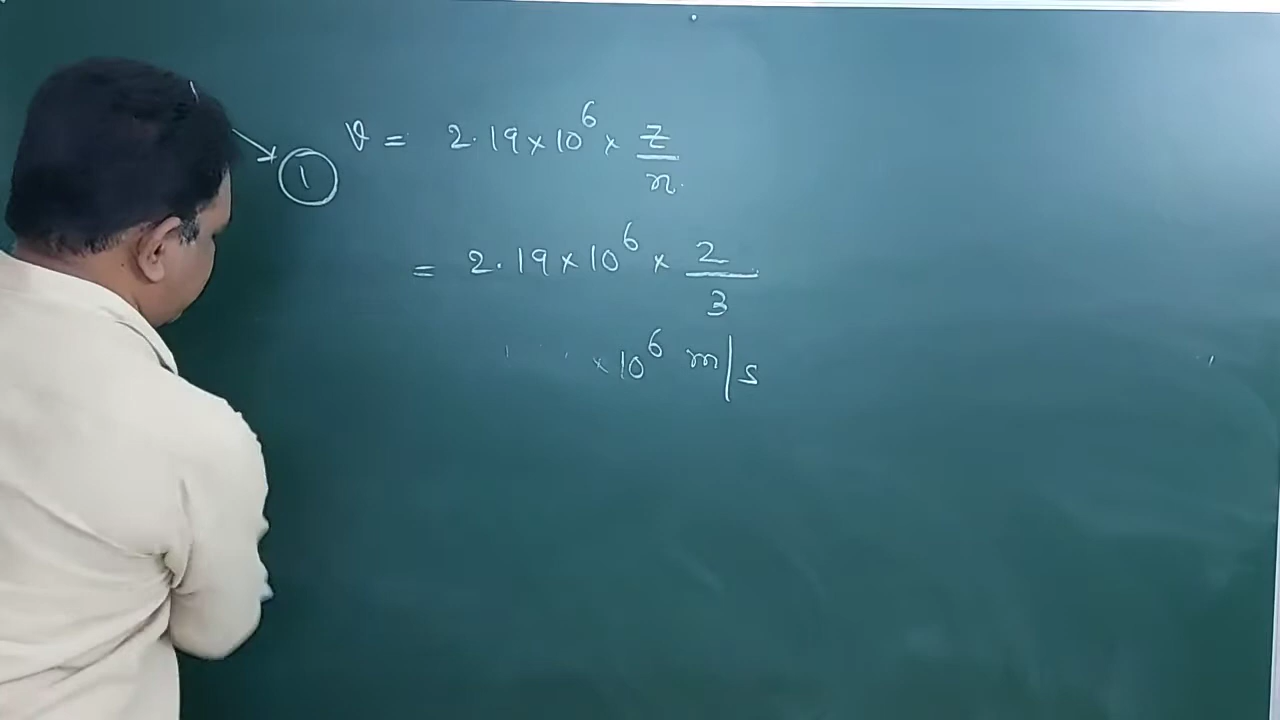 ① v = 2.19×10⁶ × z/n
= 2.19×10⁶ × 2/3
×10⁶ m/s